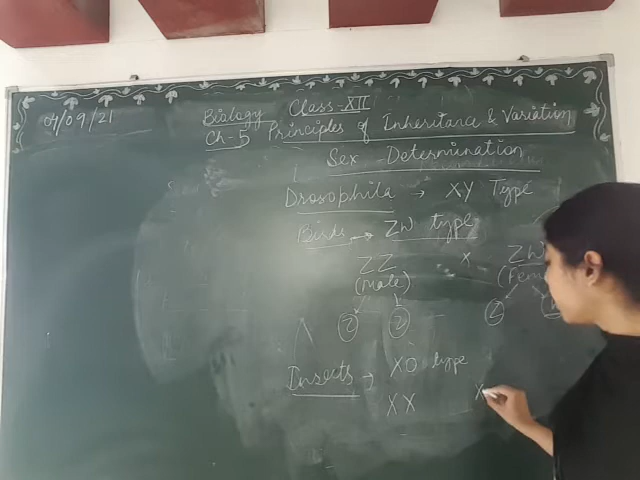 04/09/21
Class-XII
Biology
Ch-5 Principles of Inheritance & Variation
Sex Determination
Drosophila → XY Type
Birds → ZW type
ZZ x ZW
(Male) (Fem
Z Z Z
Insects → XO type
XX X